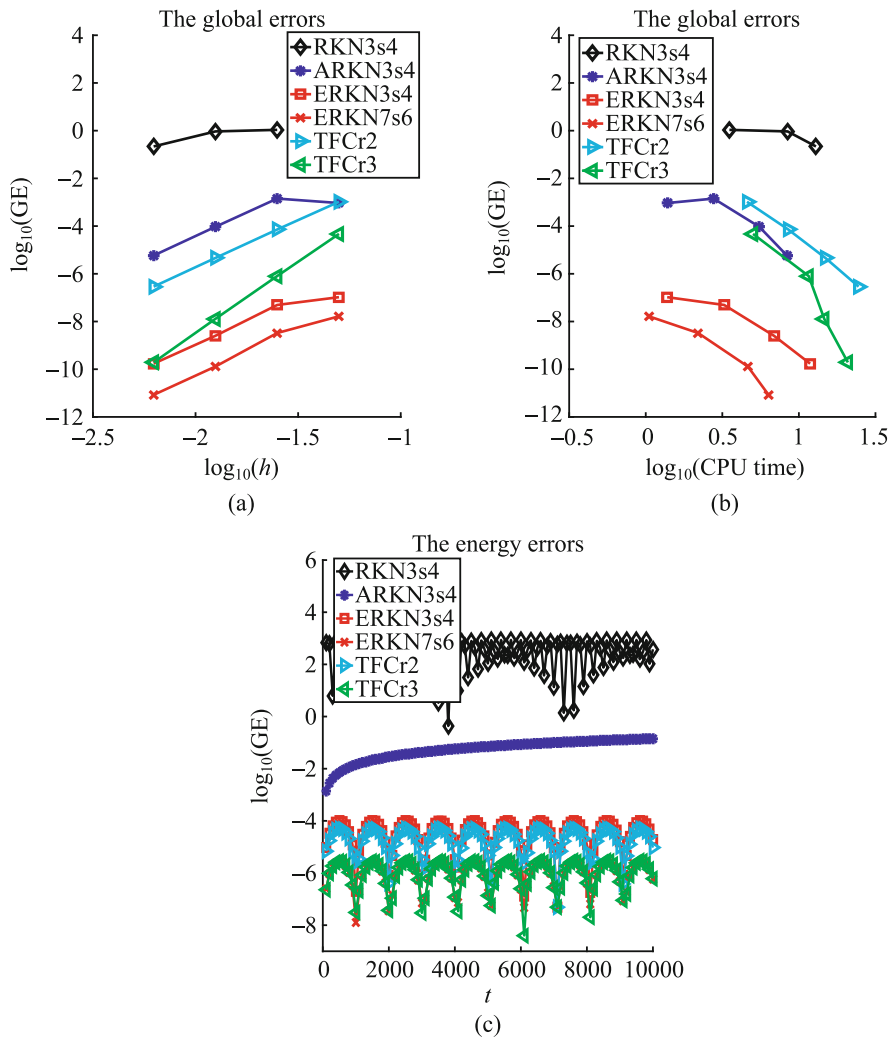 The global errors
4
2
0
−2
−4
−6
−8
−10
−12
log10(GE)
RKN3s4
ARKN3s4
ERKN3s4
ERKN7s6
TFCr2
TFCr3
−2.5
−2
−1.5
−1
log10(h)
(a)
The global errors
4
2
0
−2
−4
−6
−8
−10
−12
log10(GE)
RKN3s4
ARKN3s4
ERKN3s4
ERKN7s6
TFCr2
TFCr3
−0.5
0
0.5
1
1.5
log10(CPU time)
(b)
The energy errors
6
4
2
0
−2
−4
−6
−8
log10(GE)
RKN3s4
ARKN3s4
ERKN3s4
ERKN7s6
TFCr2
TFCr3
0
2000
4000
6000
8000
10000
t
(c)